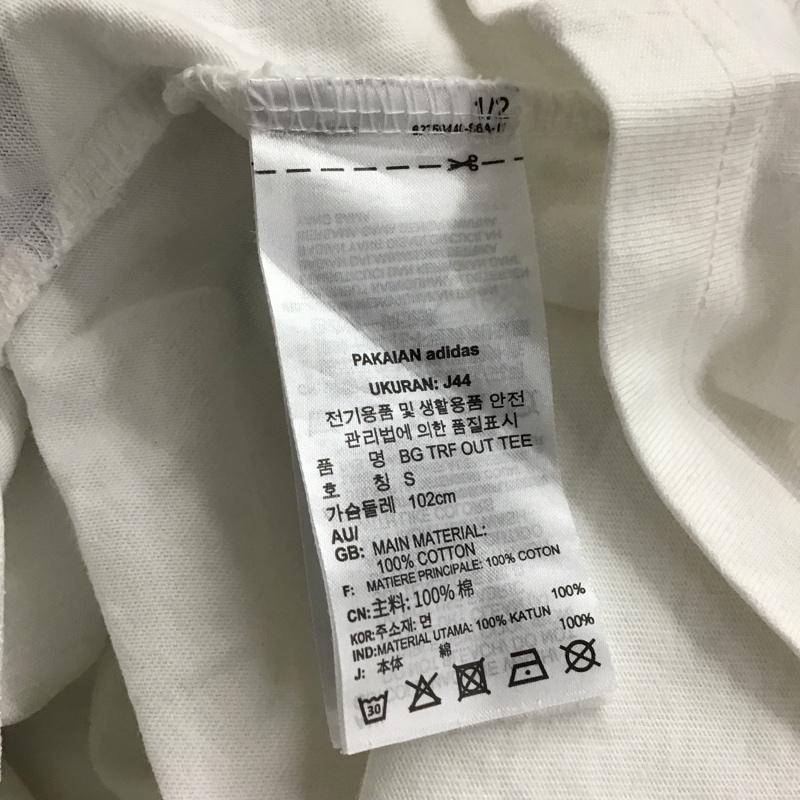 1/2
PAKAIAN adidas
UKURAN: J44
전기용품 및 생활용품 안전
관리법에 의한 품질표시
품 명 BG TRF OUT TEE
호 칭 S
가슴둘레 102cm
AU/
GB: MAIN MATERIAL:
100% COTTON
F: MATIERE PRINCIPALE: 100% COTON
CN:主料: 100% 棉
KOR:주소재: 면 100%
IND:MATERIAL UTAMA: 100% KATUN
J: 本体 綿 100%
30